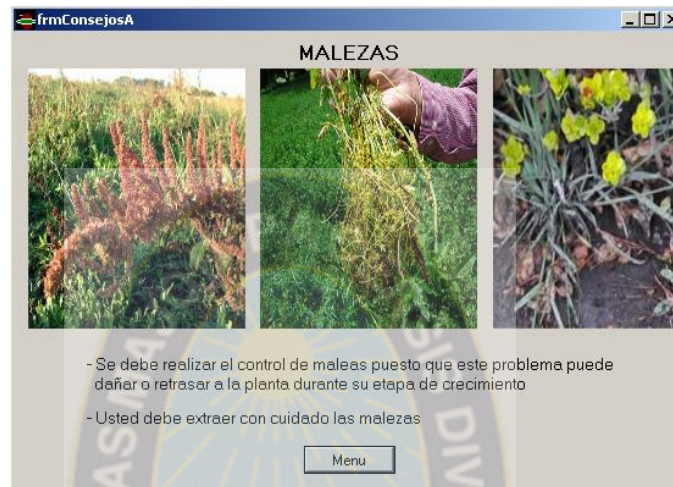 frmConsejosA
MALEZAS
- Se debe realizar el control de maleas puesto que este problema puede
dañar o retrasar a la planta durante su etapa de crecimiento
- Usted debe extraer con cuidado las malezas
Menu